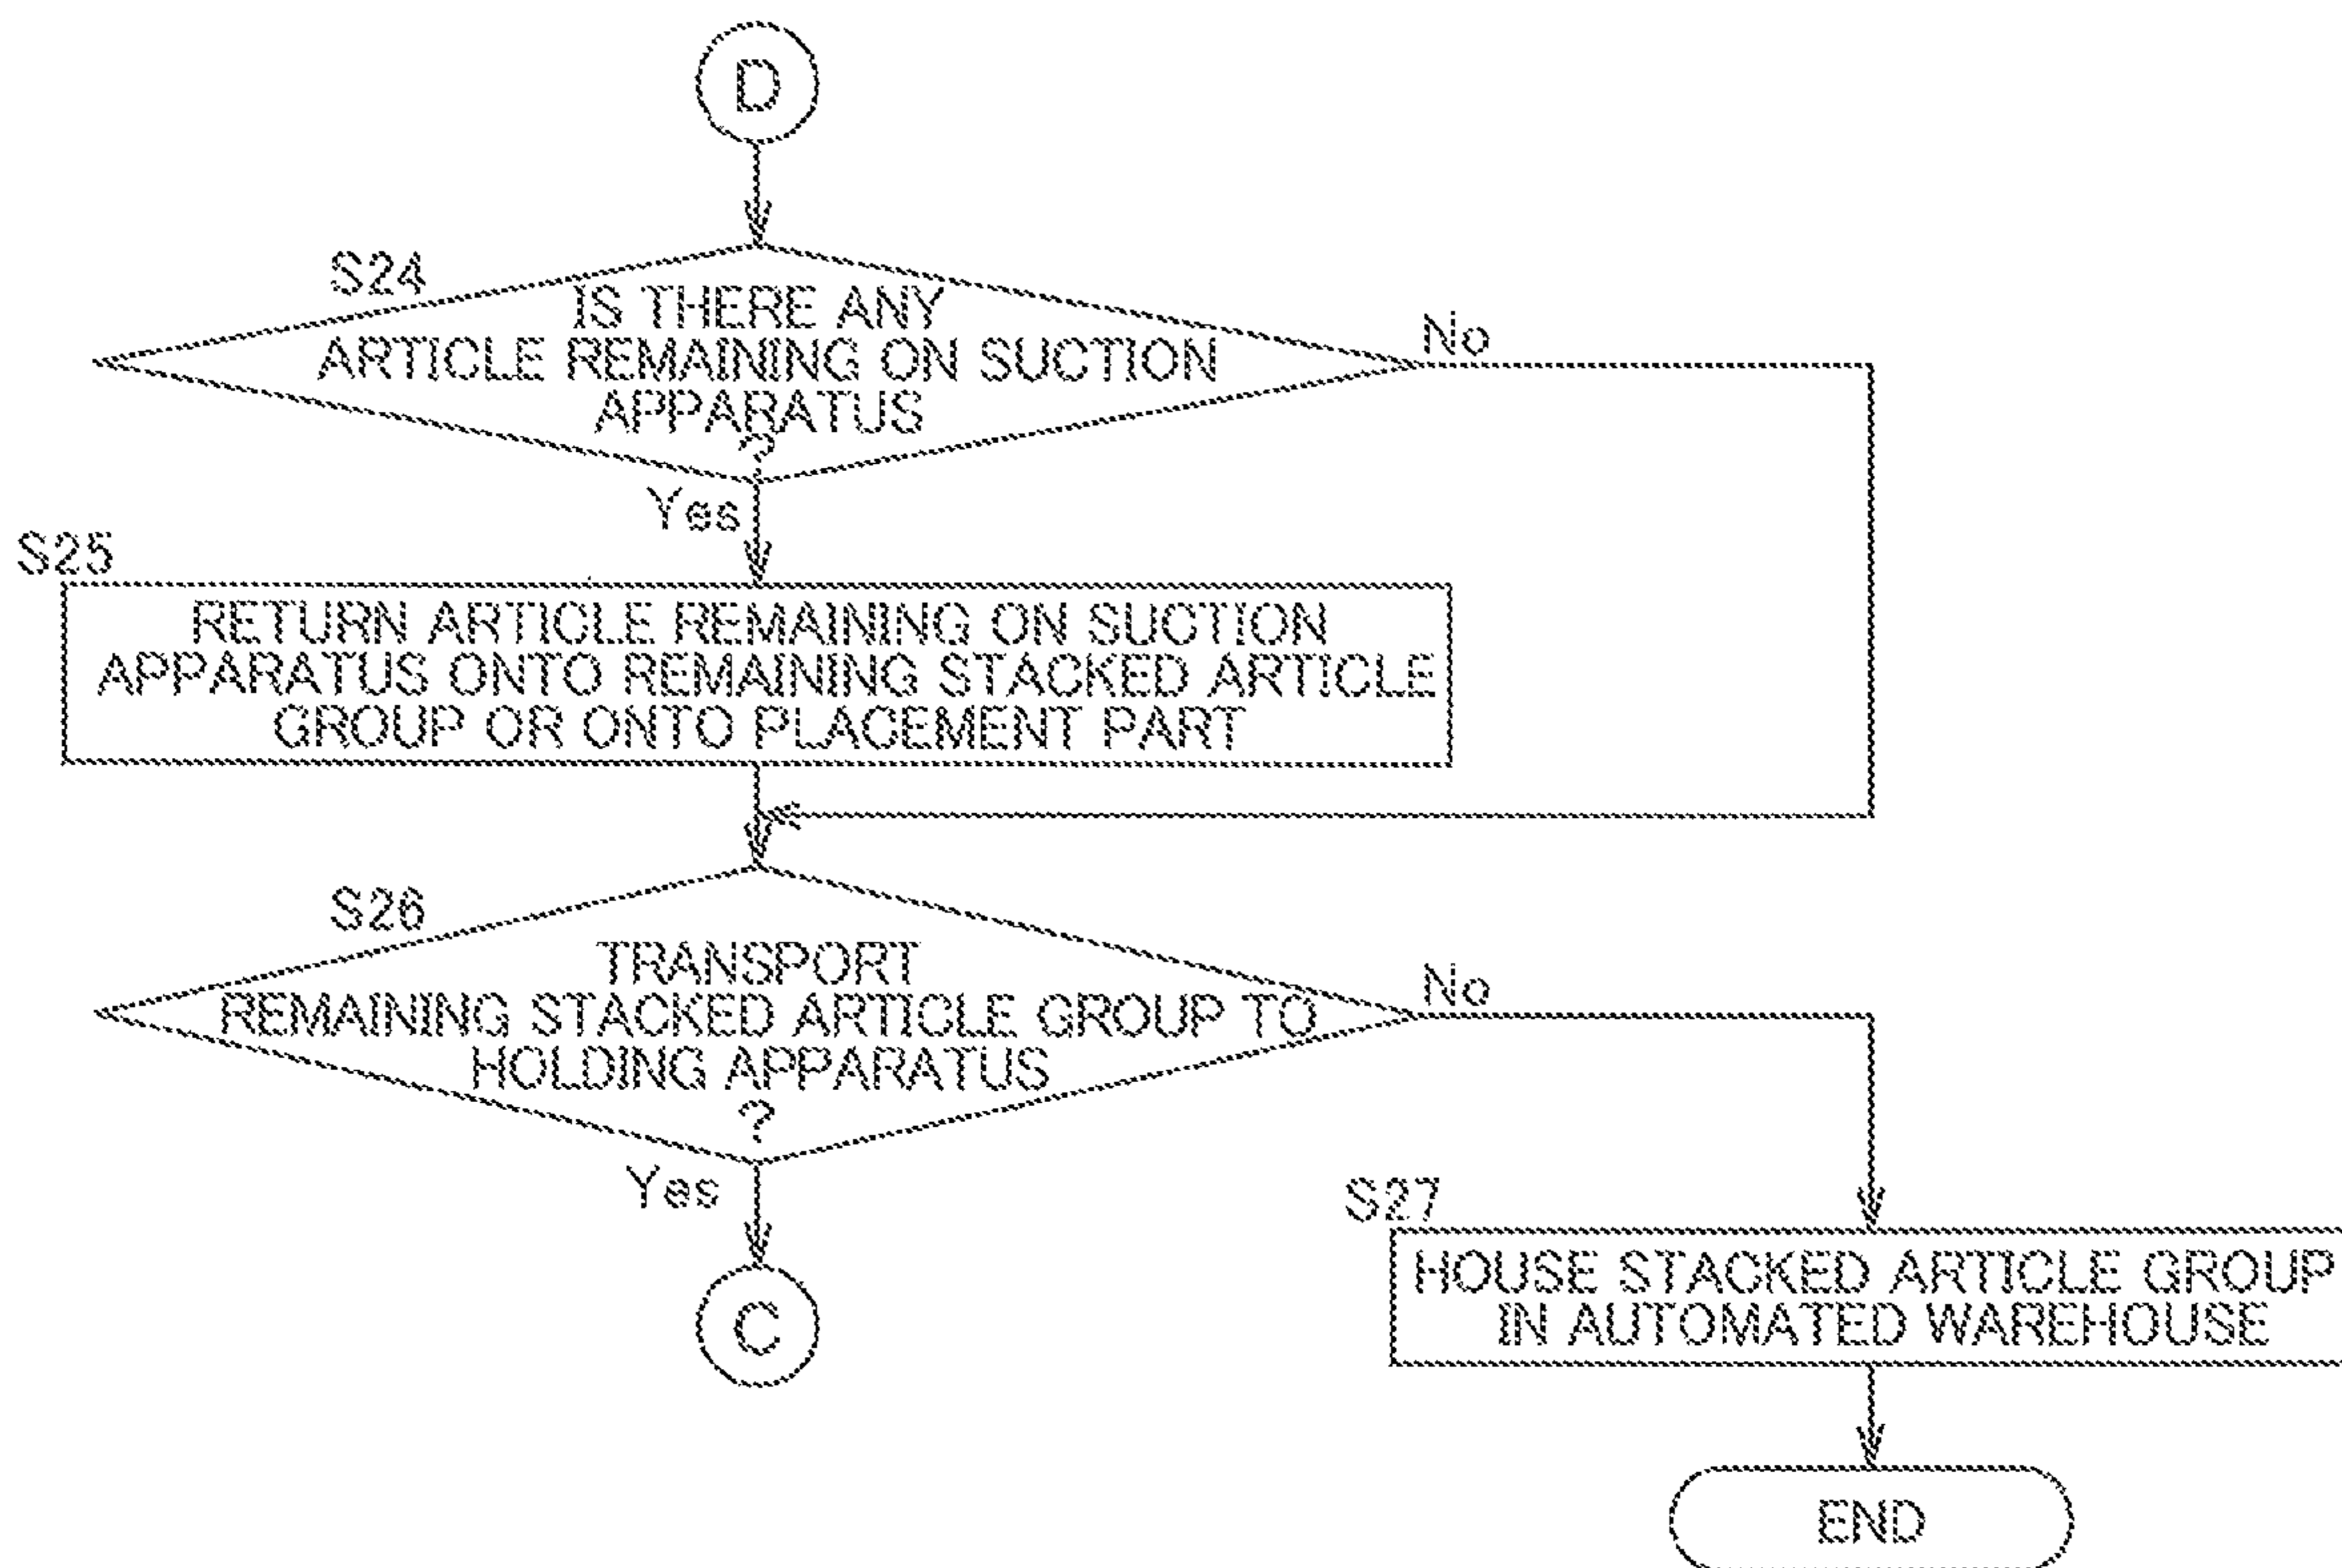 D
S24
IS THERE ANY
ARTICLE REMAINING ON SUCTION
APPARATUS
?
No
Yes
S25
RETURN ARTICLE REMAINING ON SUCTION
APPARATUS ONTO REMAINING STACKED ARTICLE
GROUP OR ONTO PLACEMENT PART
S26
TRANSPORT
REMAINING STACKED ARTICLE GROUP TO
HOLDING APPARATUS
?
No
Yes
C
S27
HOUSE STACKED ARTICLE GROUP
IN AUTOMATED WAREHOUSE
END